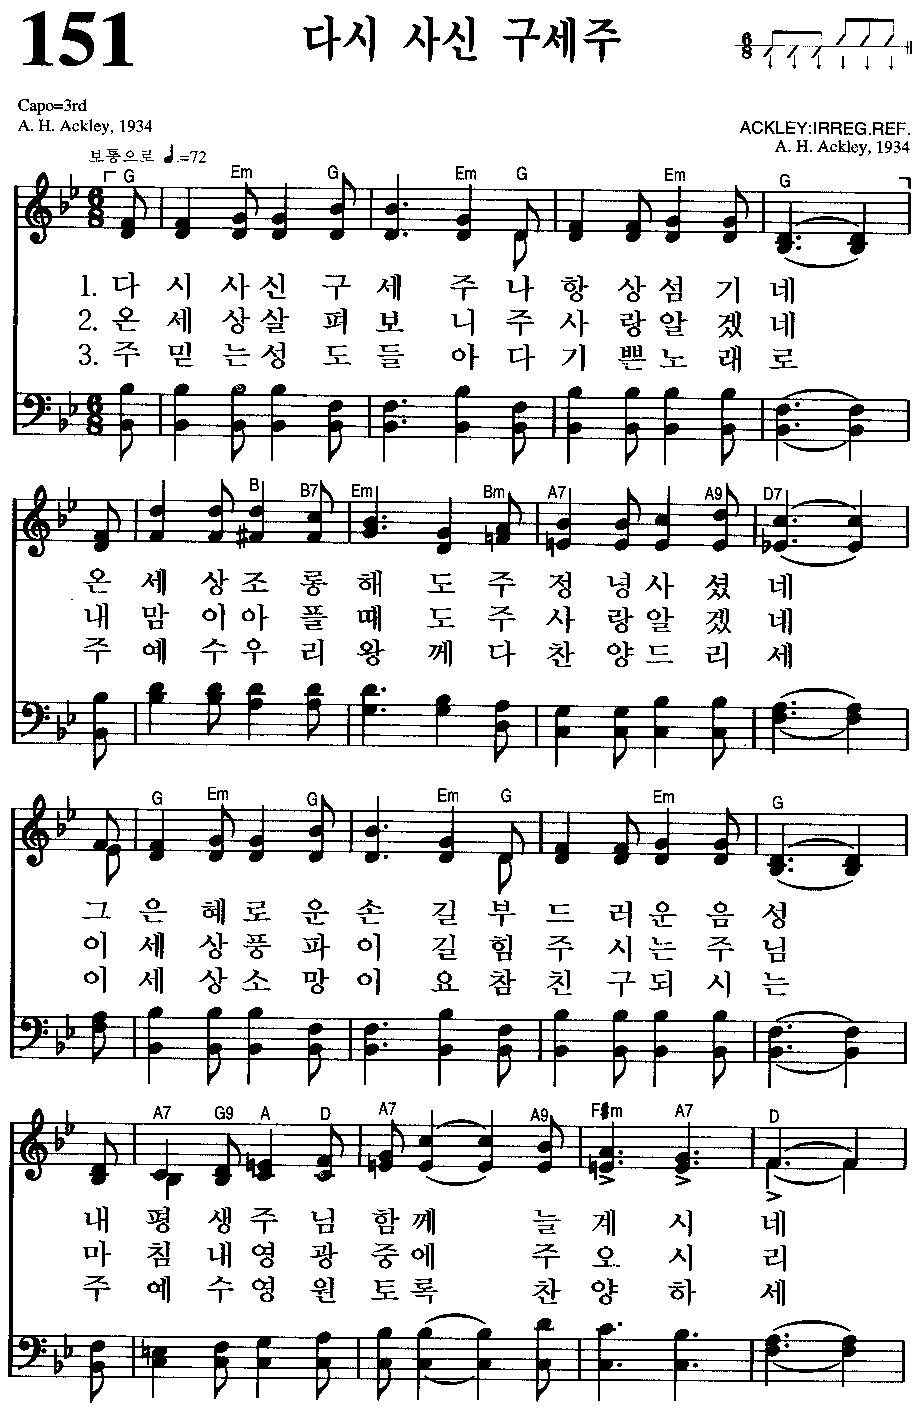 151
다시 사신 구세주
6 8
Capo=3rd
A. H. Ackley, 1934
ACKLEY:IRREG.REF.
A. H. Ackley, 1934
보통으로 ♩.=72
G Em G Em G Em G
1. 다 시 사 신 구 세 주 나 항 상 섬 기 네
2. 온 세 상 살 펴 보 니 주 사 랑 알 겠 네
3. 주 믿 는 성 도 들 아 다 기 쁜 노 래 로
B B7 Em Bm A7 A9 D7
온 세 상 조 롱 해 도 주 정 녕 사 셨 네
내 맘 이 아 플 때 도 주 사 랑 알 겠 네
주 예 수 우 리 왕 께 다 찬 양 드 리 세
G Em G Em G Em G
그 은 혜 로 운 손 길 부 드 러 운 음 성
이 세 상 풍 파 이 길 힘 주 시 는 주 님
이 세 상 소 망 이 요 참 친 구 되 시 는
A7 G9 A D A7 A9 F#m A7 D
내 평 생 주 님 함 께 늘 계 시 네
마 침 내 영 광 중 에 주 오 시 리
주 예 수 영 원 토 록 찬 양 하 세